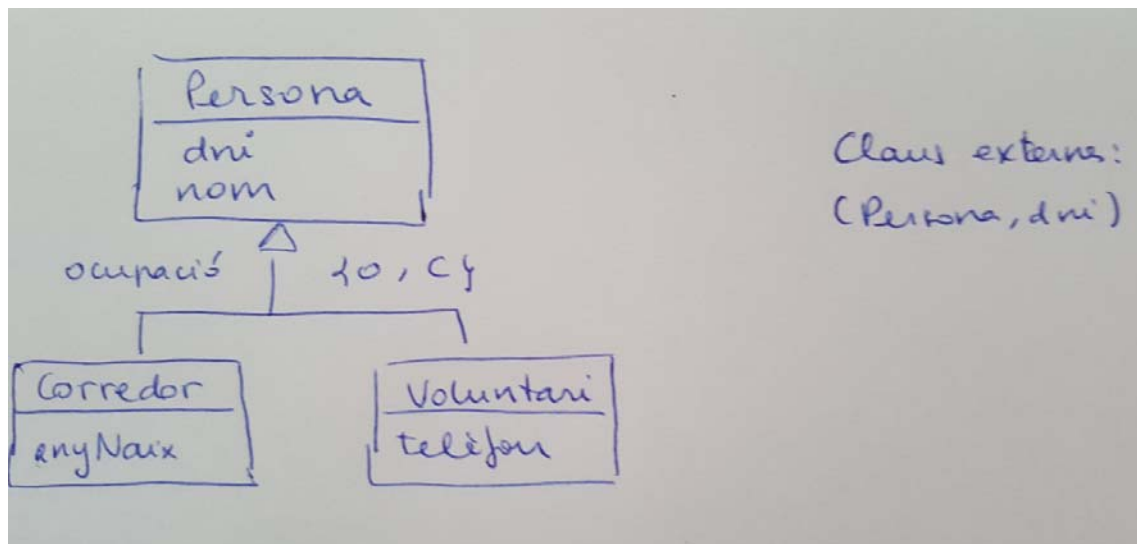 Persona
dni
nom
Claus externes:
(Persona, dni)
ocupació {O, C}
Corredor
anyNaix
Voluntari
telèfon